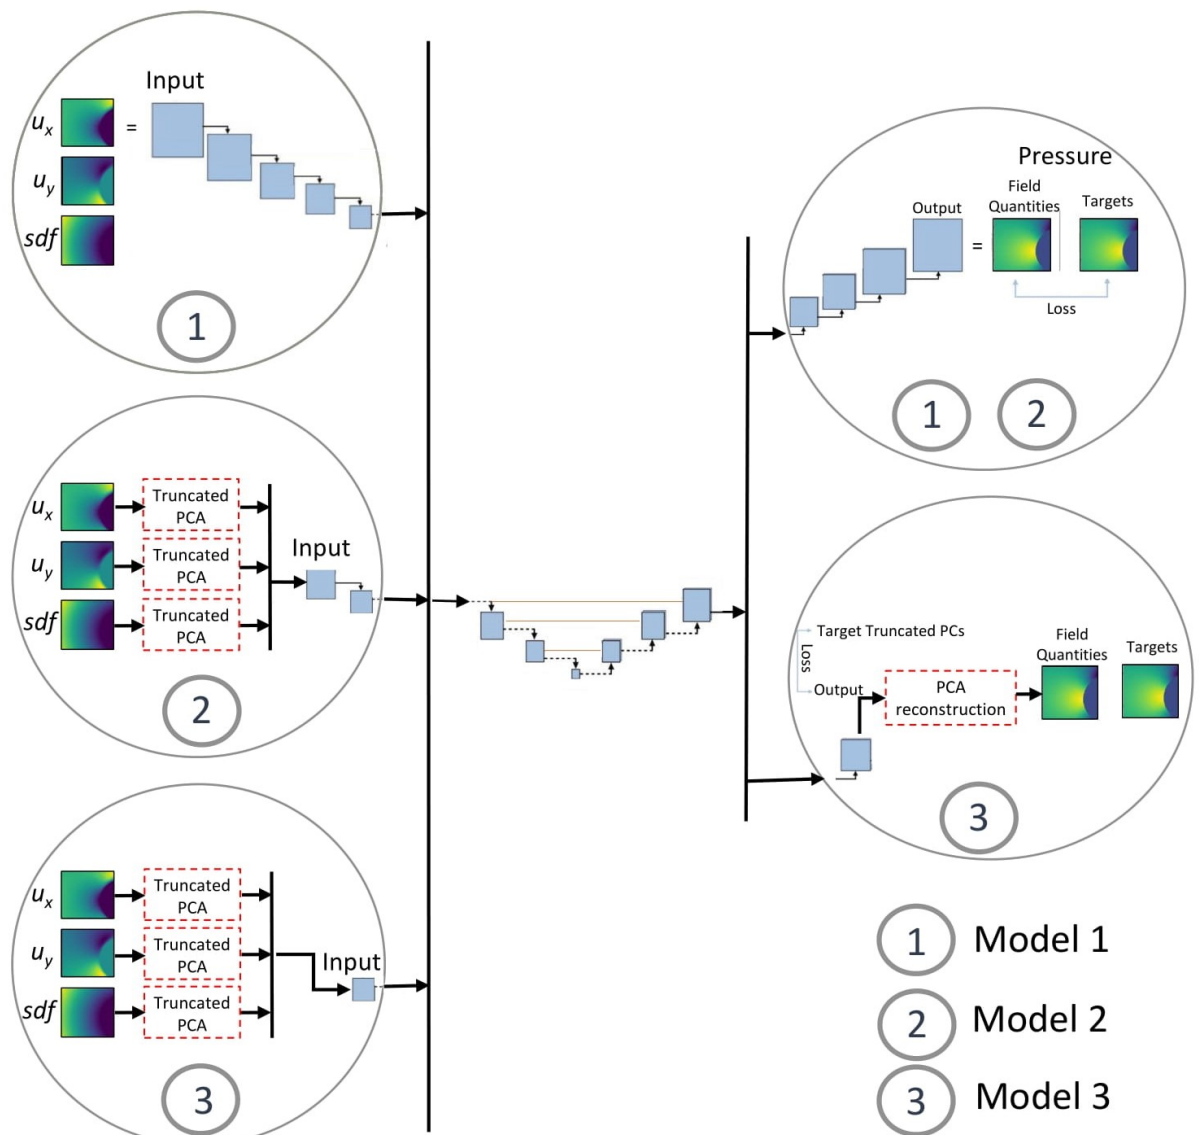 Input
u_x
=
u_y
sdf
1
Truncated
PCA
u_x
Truncated
PCA
u_y
Truncated
PCA
sdf
Input
2
Truncated
PCA
u_x
Truncated
PCA
u_y
Truncated
PCA
sdf
Input
3
Pressure
Field
Quantities
Targets
Output
=
Loss
1
2
Target Truncated PCs
Loss
Output
PCA
reconstruction
Field
Quantities
Targets
3
1 Model 1
2 Model 2
3 Model 3